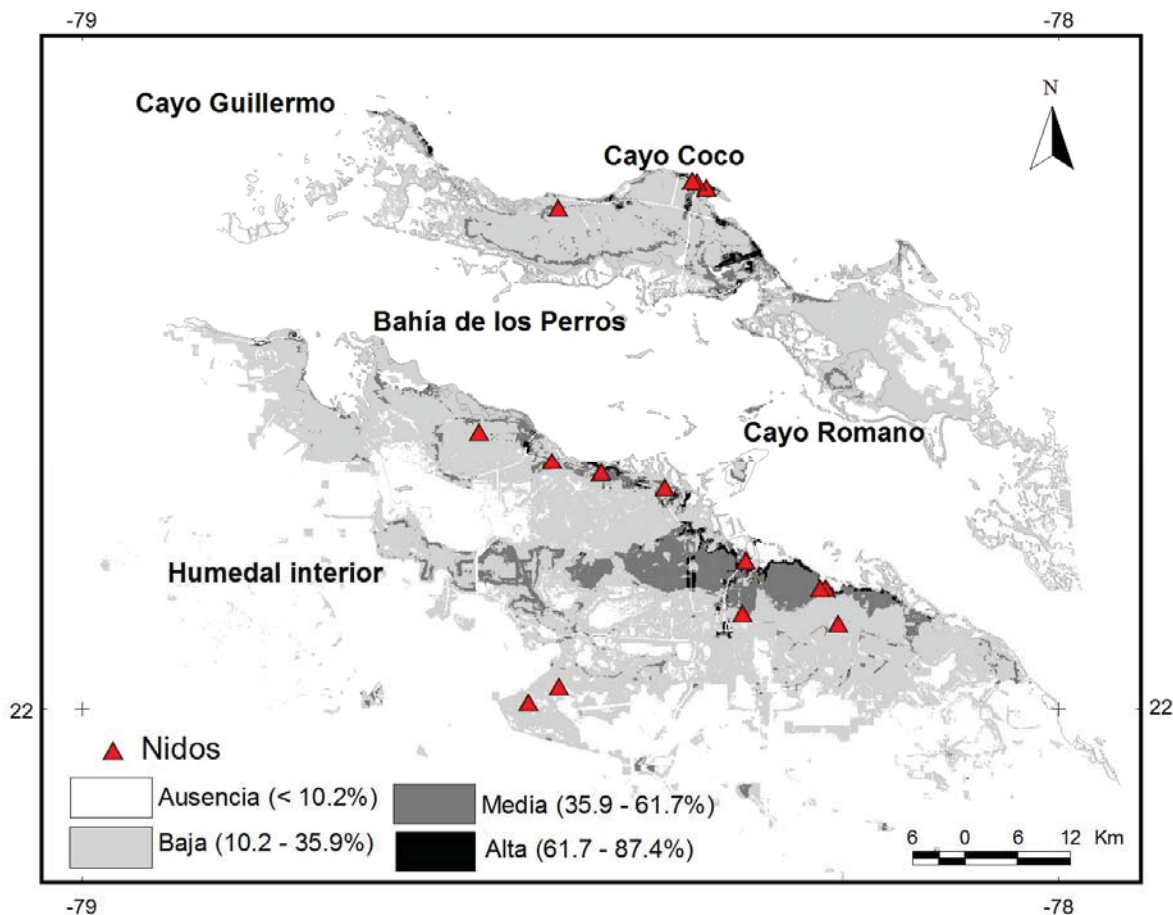 -79 -78
N
Cayo Guillermo
Cayo Coco
Bahía de los Perros
Cayo Romano
Humedal interior
22 22
Nidos
Ausencia (< 10.2%) Media (35.9 - 61.7%)
Baja (10.2 - 35.9%) Alta (61.7 - 87.4%)
6 0 6 12 Km
-79 -78